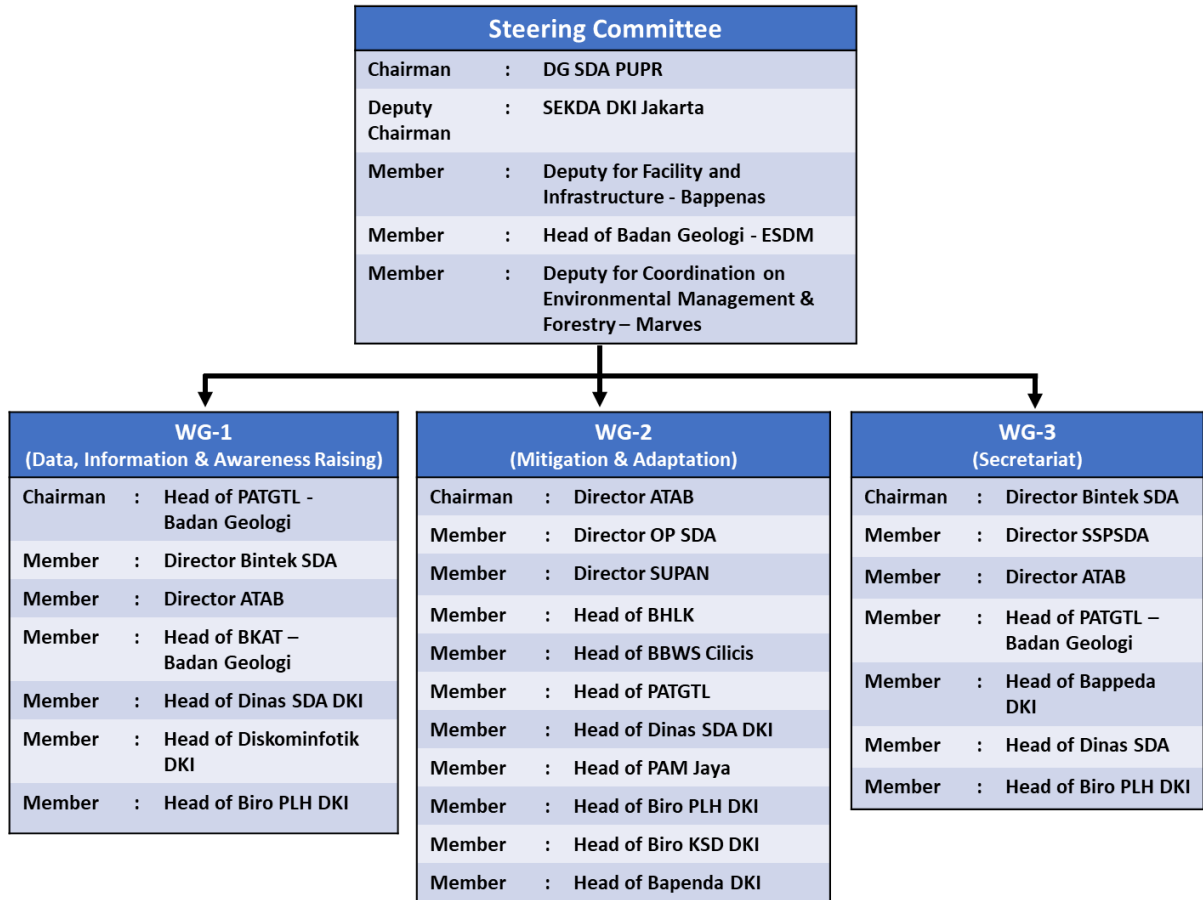 Steering Committee
Chairman : DG SDA PUPR
Deputy : SEKDA DKI Jakarta
Chairman
Member : Deputy for Facility and
Infrastructure - Bappenas
Member : Head of Badan Geologi - ESDM
Member : Deputy for Coordination on
Environmental Management &
Forestry – Marves
WG-1
(Data, Information & Awareness Raising)
Chairman : Head of PATGTL -
Badan Geologi
Member : Director Bintek SDA
Member : Director ATAB
Member : Head of BKAT –
Badan Geologi
Member : Head of Dinas SDA DKI
Member : Head of Diskominfotik
DKI
Member : Head of Biro PLH DKI
WG-2
(Mitigation & Adaptation)
Chairman : Director ATAB
Member : Director OP SDA
Member : Director SUPAN
Member : Head of BHLK
Member : Head of BBWS Cilicis
Member : Head of PATGTL
Member : Head of Dinas SDA DKI
Member : Head of PAM Jaya
Member : Head of Biro PLH DKI
Member : Head of Biro KSD DKI
Member : Head of Bapenda DKI
WG-3
(Secretariat)
Chairman : Director Bintek SDA
Member : Director SSPSDA
Member : Director ATAB
Member : Head of PATGTL –
Badan Geologi
Member : Head of Bappeda
DKI
Member : Head of Dinas SDA
Member : Head of Biro PLH DKI